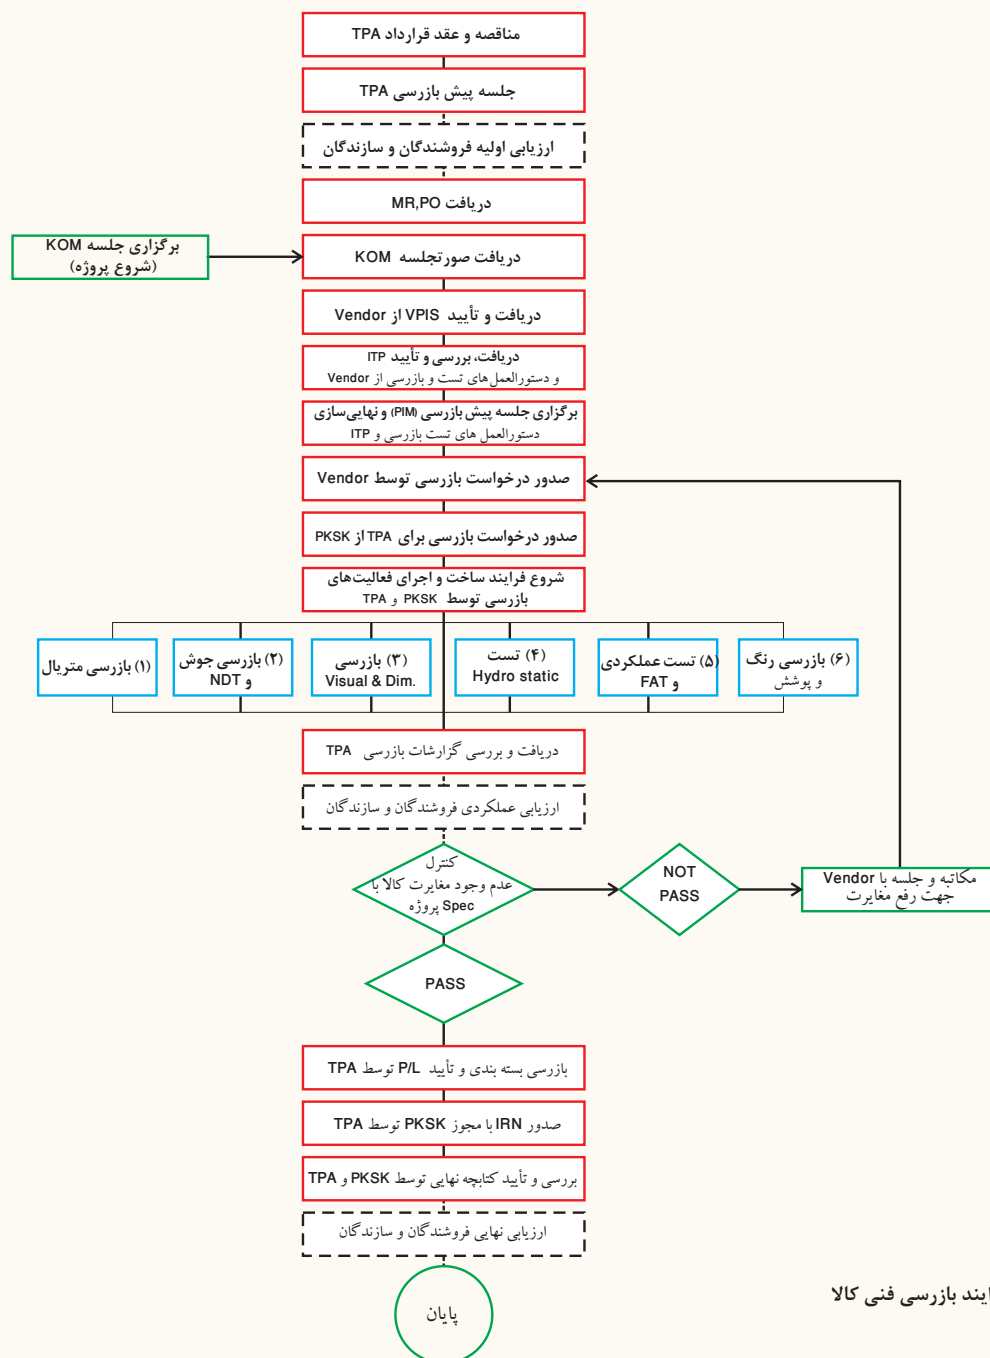 مناقصه و عقد قرارداد TPA
جلسه پیش بازرسی TPA
ارزیابی اولیه فروشندگان و سازندگان
دریافت MR,PO
برگزاری جلسه KOM
(شروع پروژه)
دریافت صورتجلسه KOM
دریافت و تأیید VPIS از Vendor
دریافت، بررسی و تأیید ITP
و دستورالعمل‌های تست و بازرسی از Vendor
برگزاری جلسه پیش بازرسی (PIM) و نهایی‌سازی
دستورالعمل های تست بازرسی و ITP
صدور درخواست بازرسی توسط Vendor
صدور درخواست بازرسی برای TPA از PKSK
شروع فرایند ساخت و اجرای فعالیت‌های
بازرسی توسط PKSK و TPA
(۱) بازرسی متریال
(۲) بازرسی جوش
و NDT
(۳) بازرسی
Visual & Dim.
(۴) تست
Hydro static
(۵) تست عملکردی
و FAT
(۶) بازرسی رنگ
و پوشش
دریافت و بررسی گزارشات بازرسی TPA
ارزیابی عملکردی فروشندگان و سازندگان
کنترل
عدم وجود مغایرت کالا با
Spec پروژه
NOT
PASS
مکاتبه و جلسه با Vendor
جهت رفع مغایرت
PASS
بازرسی بسته بندی و تأیید P/L توسط TPA
صدور IRN با مجوز PKSK توسط TPA
بررسی و تأیید کتابچه نهایی توسط PKSK و TPA
ارزیابی نهایی فروشندگان و سازندگان
پایان
ایند بازرسی فنی کالا